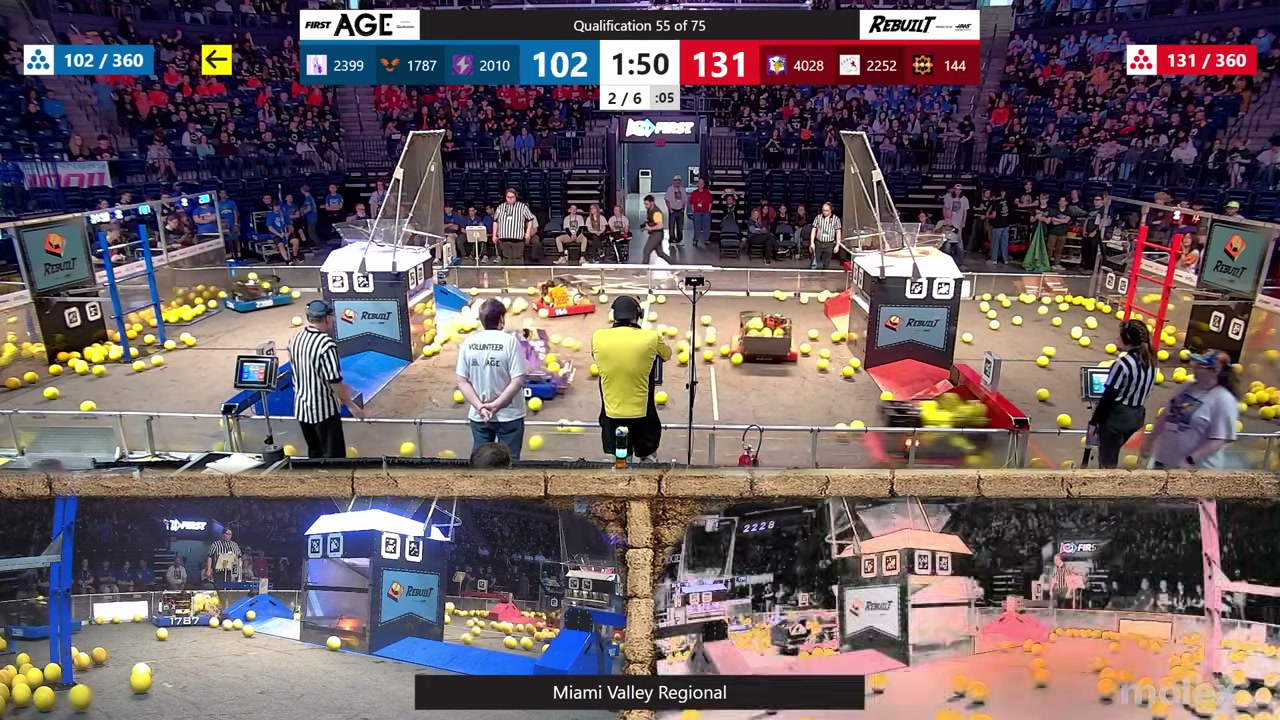 FIRST AGE
Qualification 55 of 75
REBUILT
102 / 360
2399
1787
2010
102
1:50
131
4028
2252
144
131 / 360
2 / 6
:05
FIRST
REBUILT
REBUILT
REBUILT
REBUILT
VOLUNTEER
AGE
FIRST
2228
FIRST
REBUILT
REBUILT
1787
Miami Valley Regional
molex